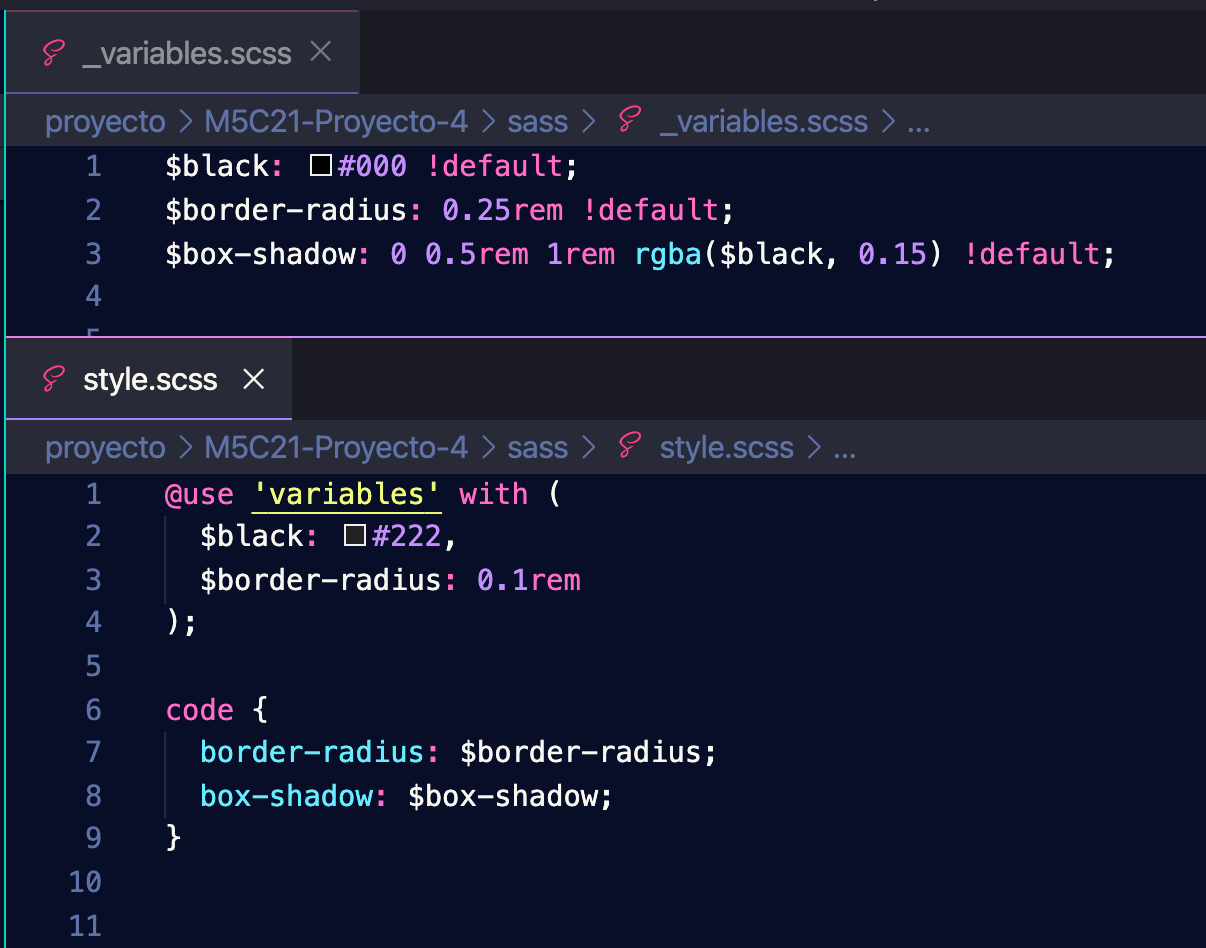 _variables.scss
proyecto > M5C21-Proyecto-4 > sass > _variables.scss > ...
1 $black: #000 !default;
2 $border-radius: 0.25rem !default;
3 $box-shadow: 0 0.5rem 1rem rgba($black, 0.15) !default;
4
style.scss
proyecto > M5C21-Proyecto-4 > sass > style.scss > ...
1 @use 'variables' with (
2   $black: #222,
3   $border-radius: 0.1rem
4 );
5
6 code {
7   border-radius: $border-radius;
8   box-shadow: $box-shadow;
9 }
10
11